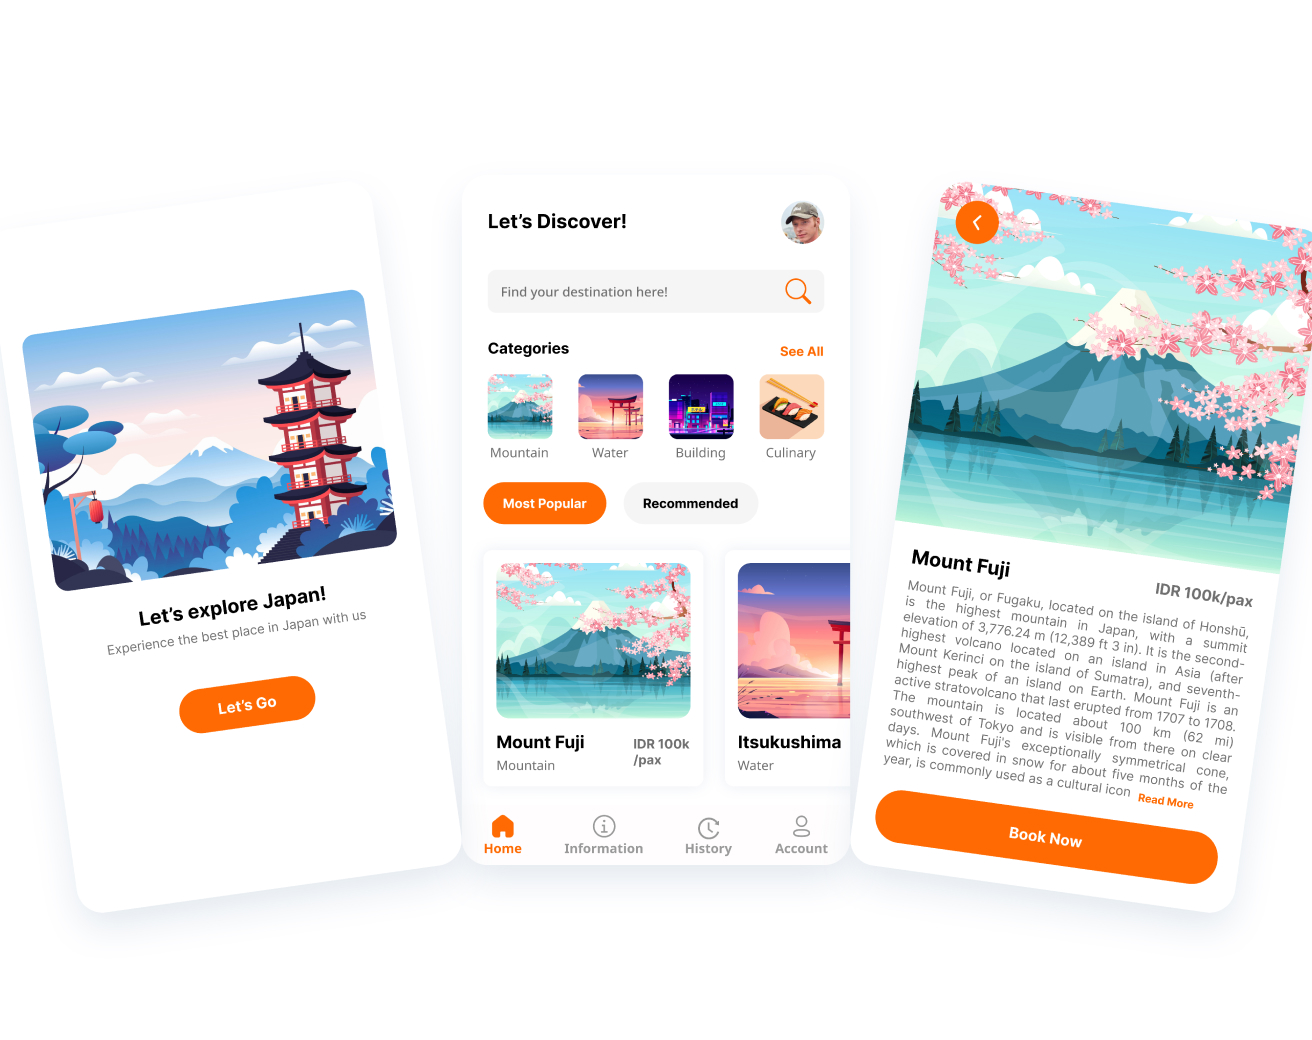 Let's explore Japan!
Experience the best place in Japan with us
Let's Go
Let's Discover!
Find your destination here!
Categories
See All
Mountain
Water
Building
Culinary
Most Popular
Recommended
Mount Fuji
IDR 100k
/pax
Mountain
Itsukushima
Water
Home
Information
History
Account
Mount Fuji
IDR 100k/pax
Mount Fuji, or Fugaku, located on the island of Honshū,
is the highest mountain in Japan, with a summit
elevation of 3,776.24 m (12,389 ft 3 in). It is the second-
highest volcano located on an island in Asia (after
Mount Kerinci on the island of Sumatra), and seventh-
highest peak of an island on Earth. Mount Fuji is an
active stratovolcano that last erupted from 1707 to 1708.
The mountain is located about 100 km (62 mi)
southwest of Tokyo and is visible from there on clear
days. Mount Fuji's exceptionally symmetrical cone,
which is covered in snow for about five months of the
year, is commonly used as a cultural icon Read More
Book Now